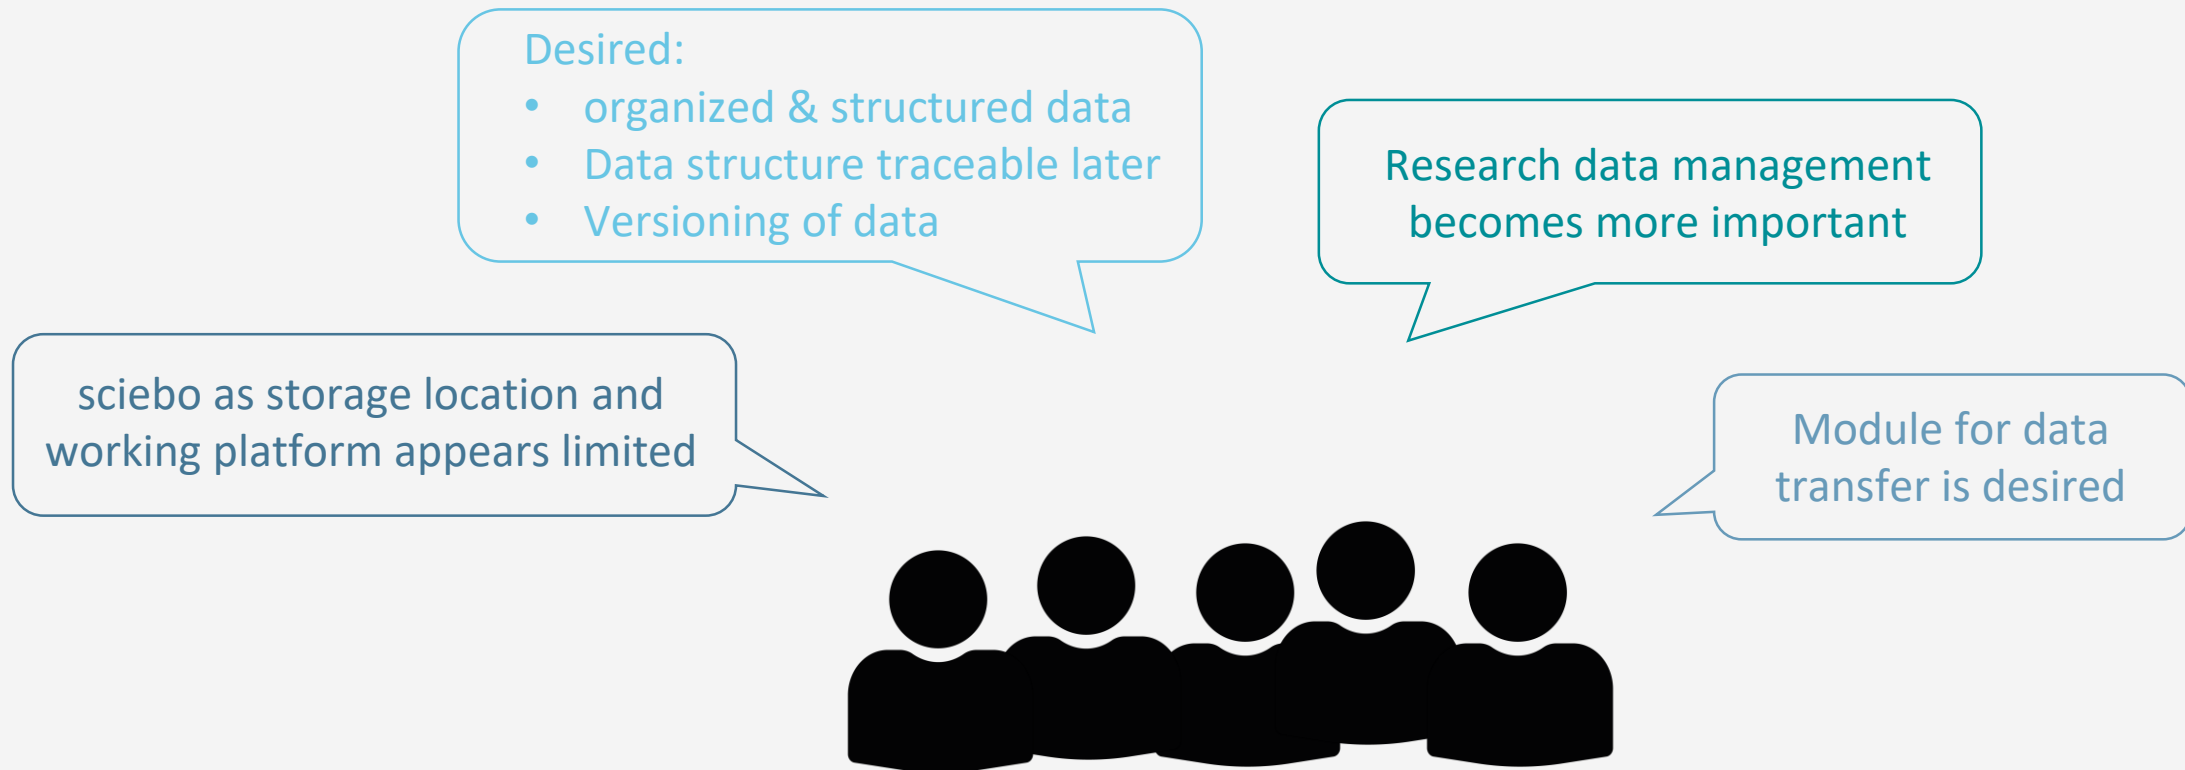 Desired:
• organized & structured data
• Data structure traceable later
• Versioning of data
Research data management
becomes more important
sciebo as storage location and
working platform appears limited
Module for data
transfer is desired